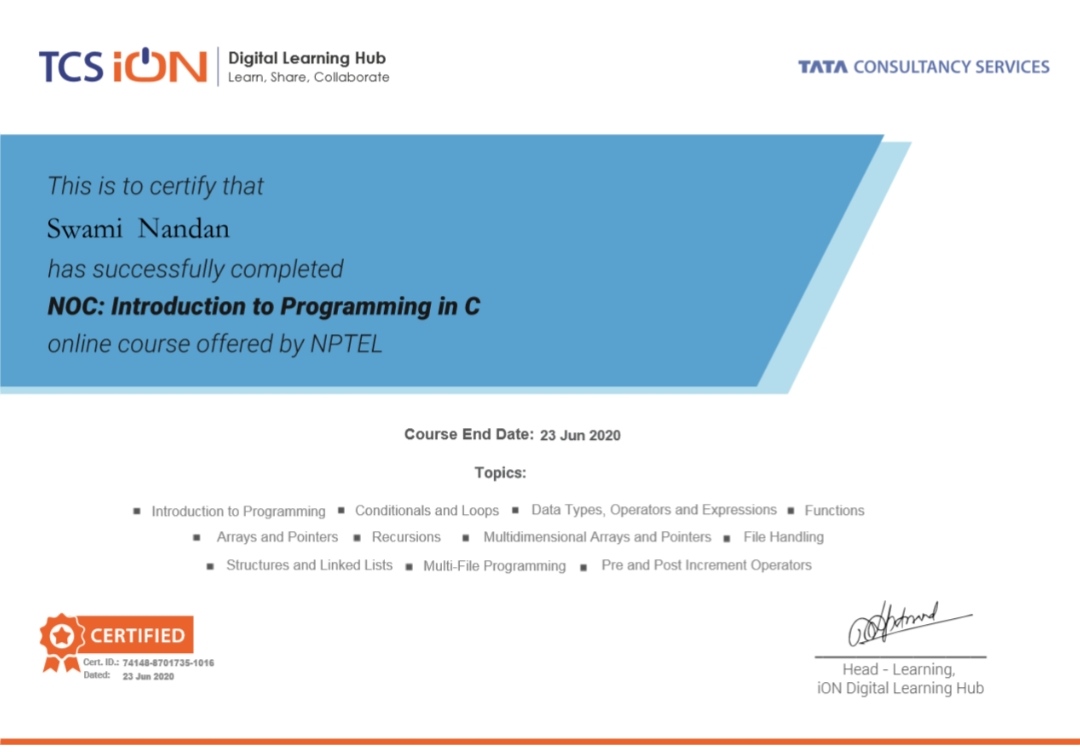 TCS iON
Digital Learning Hub
Learn, Share, Collaborate
TATA CONSULTANCY SERVICES
This is to certify that
Swami Nandan
has successfully completed
NOC: Introduction to Programming in C
online course offered by NPTEL
Course End Date: 23 Jun 2020
Topics:
▪ Introduction to Programming ▪ Conditionals and Loops ▪ Data Types, Operators and Expressions ▪ Functions
▪ Arrays and Pointers ▪ Recursions ▪ Multidimensional Arrays and Pointers ▪ File Handling
▪ Structures and Linked Lists ▪ Multi-File Programming ▪ Pre and Post Increment Operators
CERTIFIED
Cert. ID.: 74148-8701735-1016
Dated: 23 Jun 2020
Head - Learning,
iON Digital Learning Hub